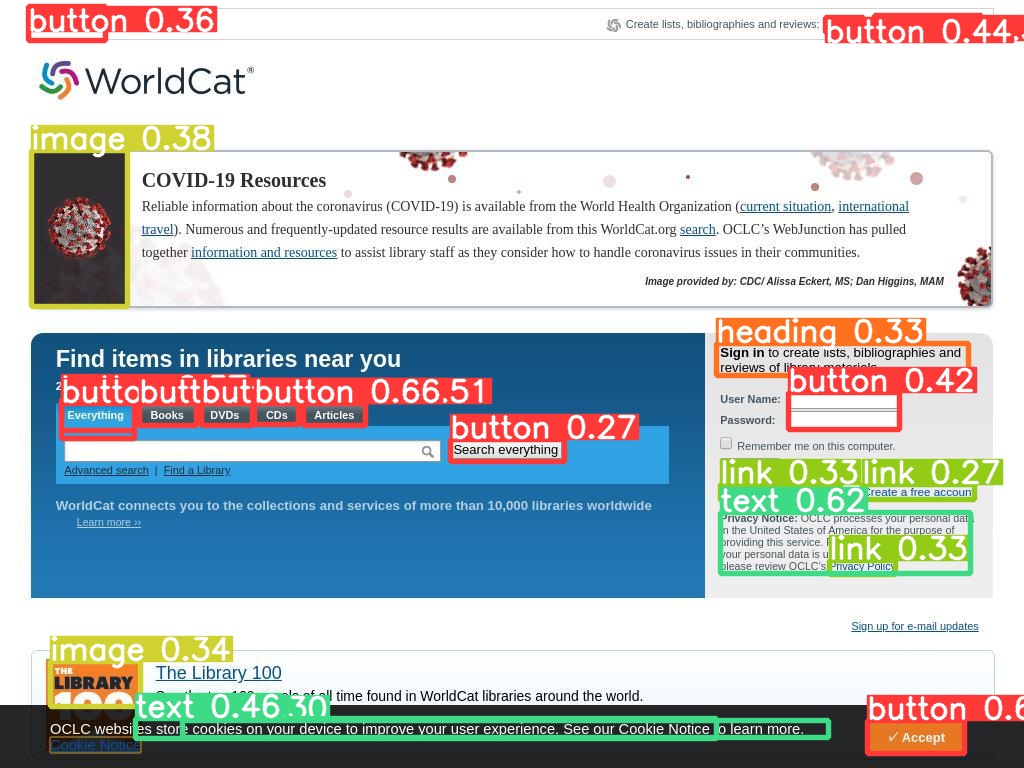 button 0.36
Create lists, bibliographies and reviews:
button 0.44
WorldCat®
image 0.38
COVID-19 Resources
Reliable information about the coronavirus (COVID-19) is available from the World Health Organization (current situation, international
travel). Numerous and frequently-updated resource results are available from this WorldCat.org search. OCLC’s WebJunction has pulled
together information and resources to assist library staff as they consider how to handle coronavirus issues in their communities.
Image provided by: CDC/ Alissa Eckert, MS; Dan Higgins, MAM
Find items in libraries near you
button 0.66.51
Everything
Books
DVDs
CDs
Articles
button 0.27
Search everything
Advanced search | Find a Library
WorldCat connects you to the collections and services of more than 10,000 libraries worldwide
Learn more ››
heading 0.33
Sign in to create lists, bibliographies and
reviews of library materials
button 0.42
User Name:
Password:
Remember me on this computer.
link 0.33 link 0.27
Create a free accoun
text 0.62
Privacy Notice: OCLC processes your personal data
in the United States of America for the purpose of
providing this service.
link 0.33
your personal data is
please review OCLC's Privacy Policy
Sign up for e-mail updates
image 0.34
THE
LIBRARY
100
The Library 100
of all time found in WorldCat libraries around the world.
text 0.46 .30
OCLC websites store cookies on your device to improve your user experience. See our Cookie Notice to learn more.
Cookie Notice
button 0.6
✓ Accept